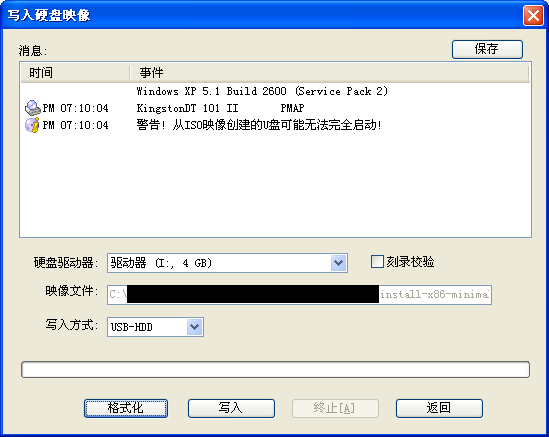 写入硬盘映像
消息:
保存
时间 事件
Windows XP 5.1 Build 2600 (Service Pack 2)
PM 07:10:04 KingstonDT 101 II PMAP
PM 07:10:04 警告! 从ISO映像创建的U盘可能无法完全启动!
硬盘驱动器: 驱动器 (I:, 4 GB) 刻录校验
映像文件: C:\ install-x86-minimal
写入方式: USB-HDD
格式化 写入 终止[A] 返回